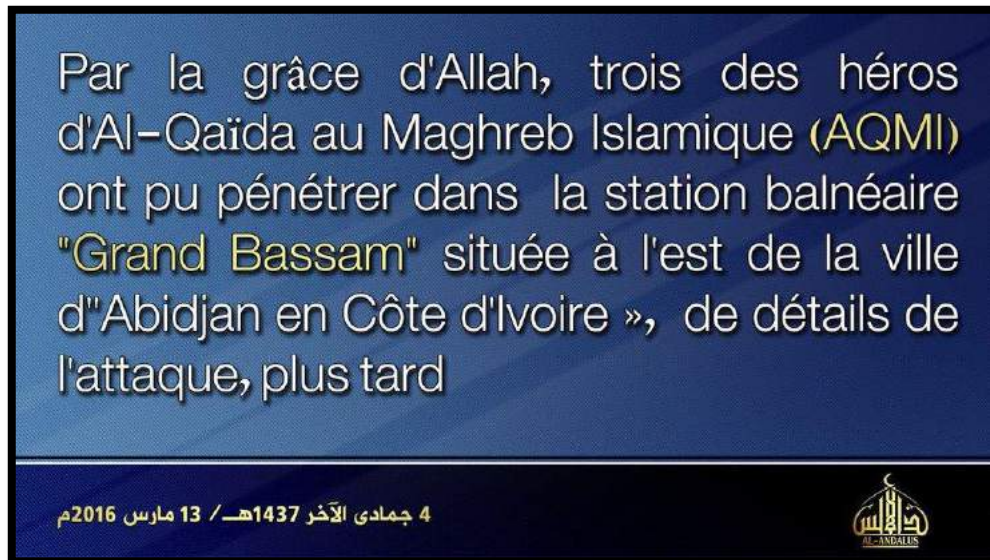 Par la grâce d'Allah, trois des héros
d'Al-Qaïda au Maghreb Islamique (AQMI)
ont pu pénétrer dans la station balnéaire
"Grand Bassam" située à l'est de la ville
d"Abidjan en Côte d'Ivoire », de détails de
l'attaque, plus tard
4 جمادى الآخر 1437هـ / 13 مارس 2016م
الأندلس
AL-ANDALUS